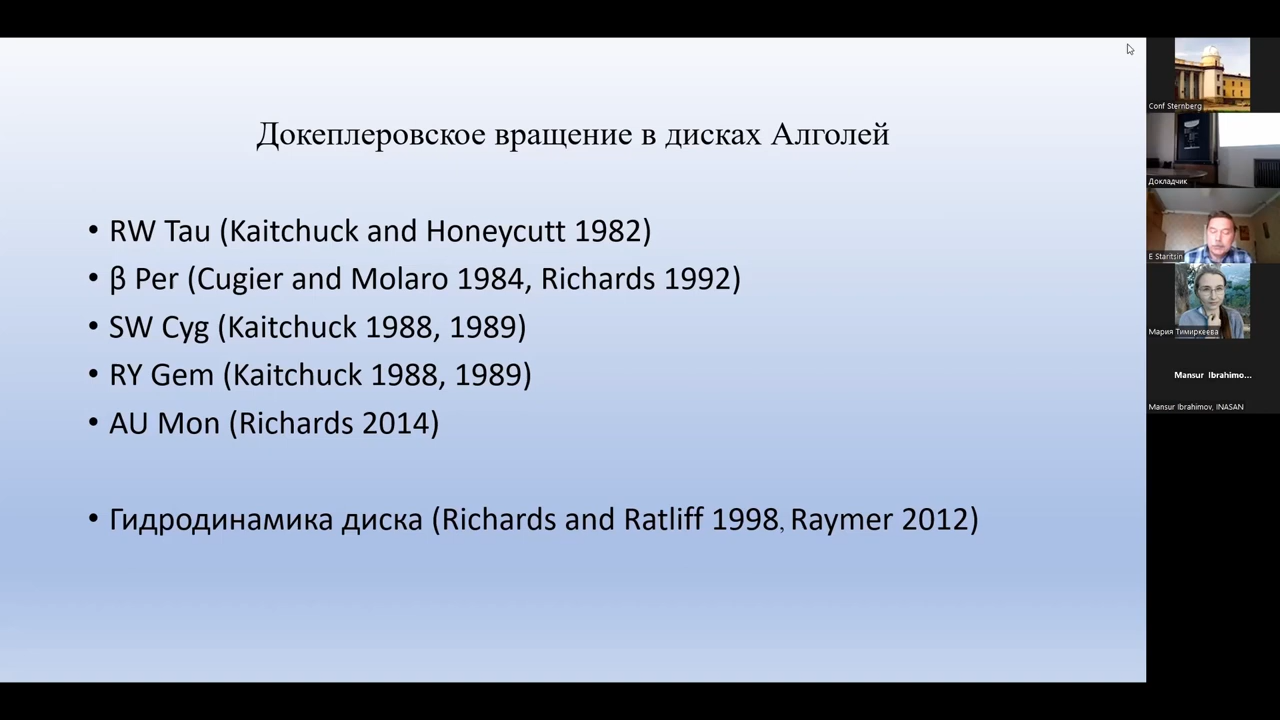 Докеплеровское вращение в дисках Алголей
• RW Tau (Kaitchuck and Honeycutt 1982)
• β Per (Cugier and Molaro 1984, Richards 1992)
• SW Cyg (Kaitchuck 1988, 1989)
• RY Gem (Kaitchuck 1988, 1989)
• AU Mon (Richards 2014)
• Гидродинамика диска (Richards and Ratliff 1998, Raymer 2012)
Conf Sternberg
Докладчик
E Staritsin
Мария Тимиркеева
Mansur Ibrahimo...
Mansur Ibrahimov, INASAN